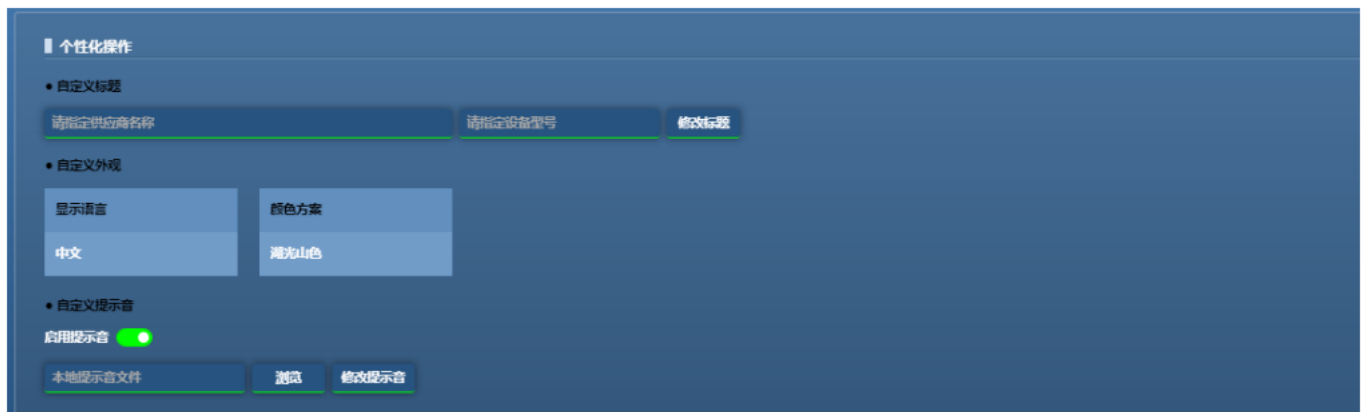 个性化操作
• 自定义标题
请指定供应商名称 请指定设备型号 修改标题
• 自定义外观
显示语言 颜色方案
中文 湖光山色
• 自定义提示音
启用提示音
本地提示音文件 浏览 修改提示音